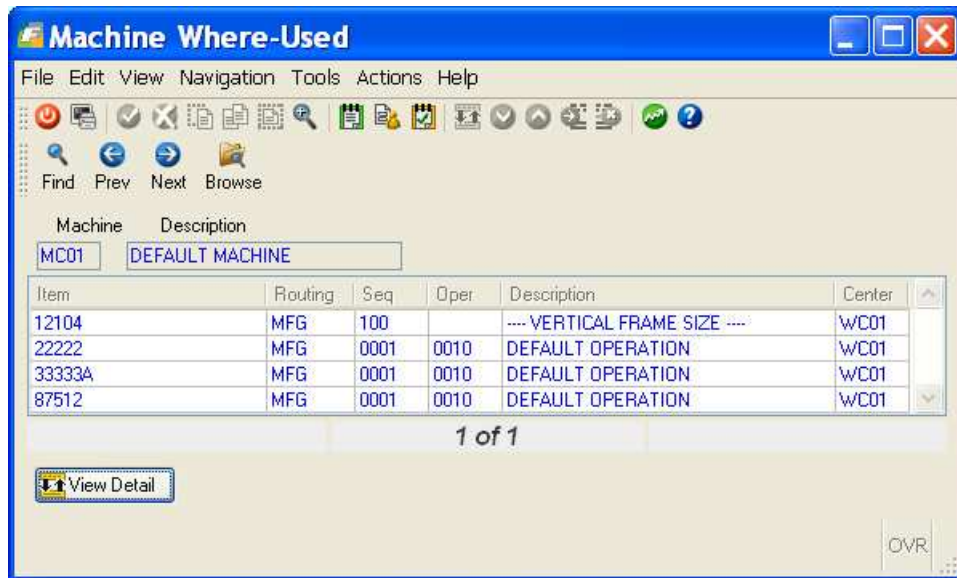 Machine Where-Used
File Edit View Navigation Tools Actions Help
Find Prev Next Browse
Machine Description
MC01 DEFAULT MACHINE
Item Routing Seq Oper Description Center
12104 MFG 100 ---- VERTICAL FRAME SIZE ---- WC01
22222 MFG 0001 0010 DEFAULT OPERATION WC01
33333A MFG 0001 0010 DEFAULT OPERATION WC01
87512 MFG 0001 0010 DEFAULT OPERATION WC01
1 of 1
View Detail
OVR